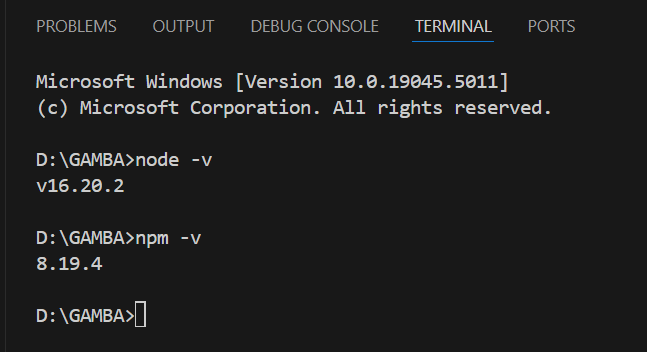 PROBLEMS OUTPUT DEBUG CONSOLE TERMINAL PORTS
Microsoft Windows [Version 10.0.19045.5011]
(c) Microsoft Corporation. All rights reserved.
D:\GAMBA>node -v
v16.20.2
D:\GAMBA>npm -v
8.19.4
D:\GAMBA>